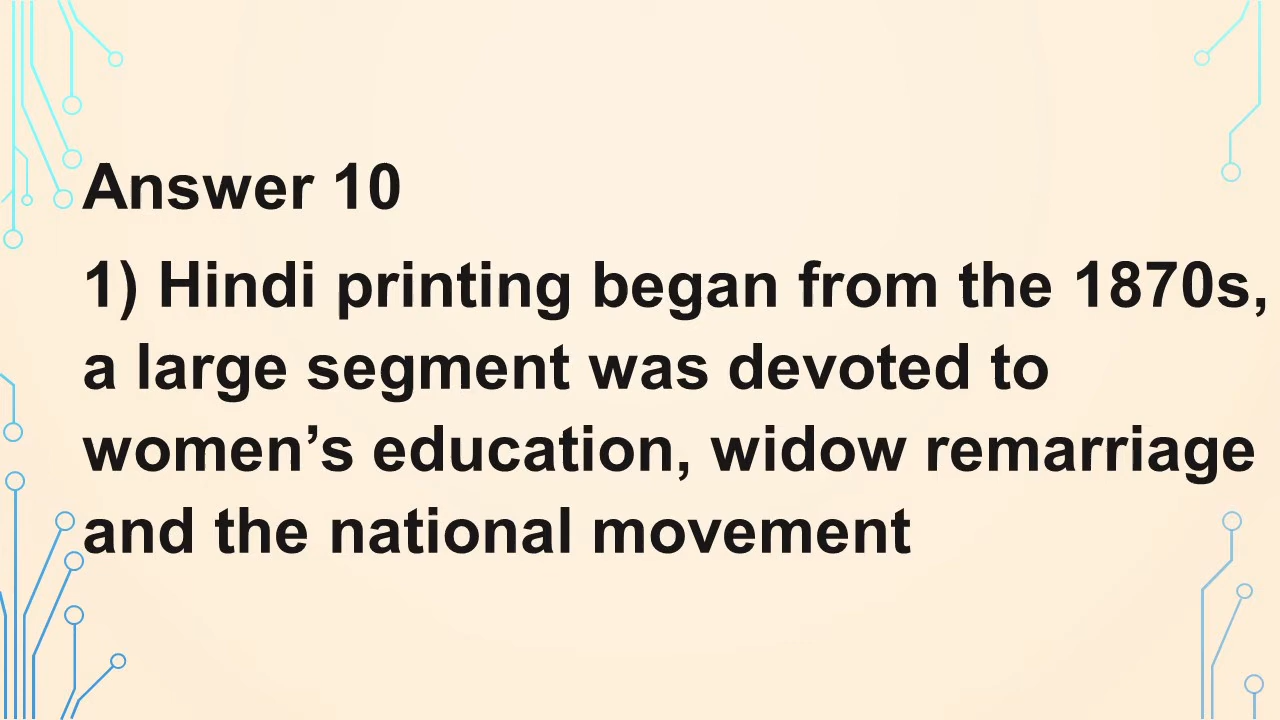 Answer 10
1) Hindi printing began from the 1870s,
a large segment was devoted to
women’s education, widow remarriage
and the national movement